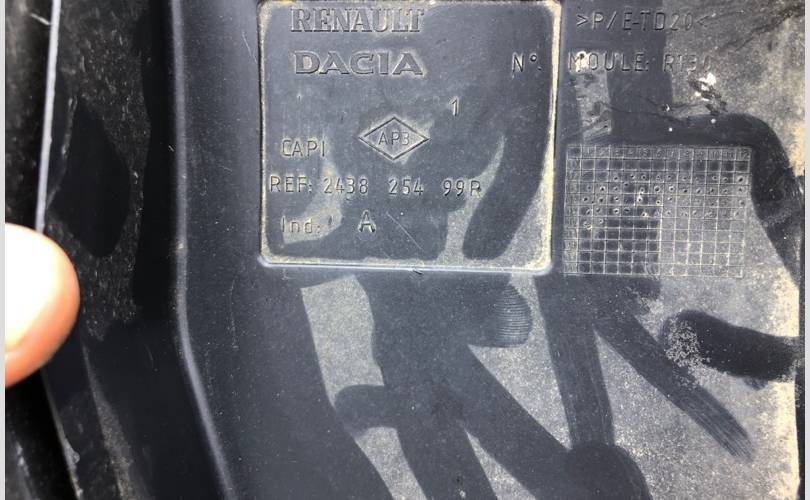 RENAULT
DACIA
1
CAPI
AP3
REF: 2438 254 99R
Ind: A
>P/E-TD20<
N°. MOULE: R13